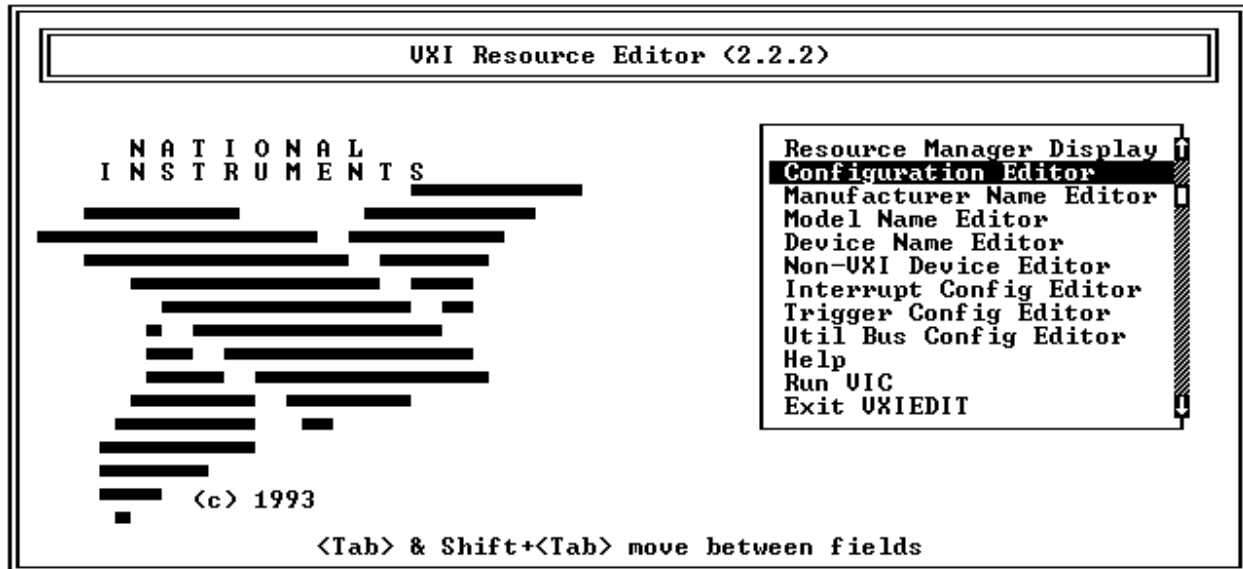 VXI Resource Editor (2.2.2)
N A T I O N A L
I N S T R U M E N T S
Resource Manager Display
Configuration Editor
Manufacturer Name Editor
Model Name Editor
Device Name Editor
Non-VXI Device Editor
Interrupt Config Editor
Trigger Config Editor
Util Bus Config Editor
Help
Run VIC
Exit VXIEDIT
(c) 1993
<Tab> & Shift+<Tab> move between fields